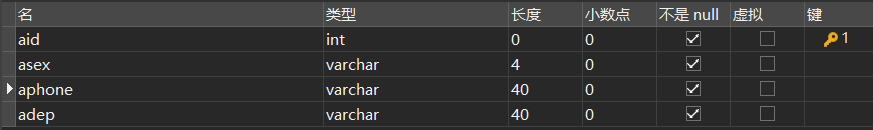 名 类型 长度 小数点 不是 null 虚拟 键
aid int 0 0 1
asex varchar 4 0
aphone varchar 40 0
adep varchar 40 0